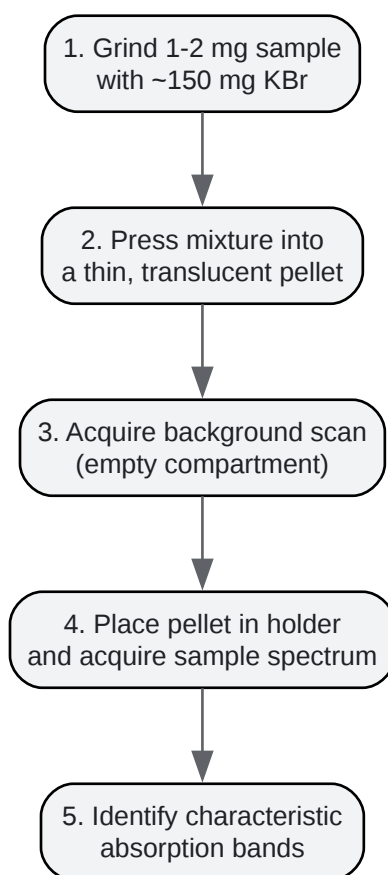 1. Grind 1-2 mg sample
with ~150 mg KBr
2. Press mixture into
a thin, translucent pellet
3. Acquire background scan
(empty compartment)
4. Place pellet in holder
and acquire sample spectrum
5. Identify characteristic
absorption bands